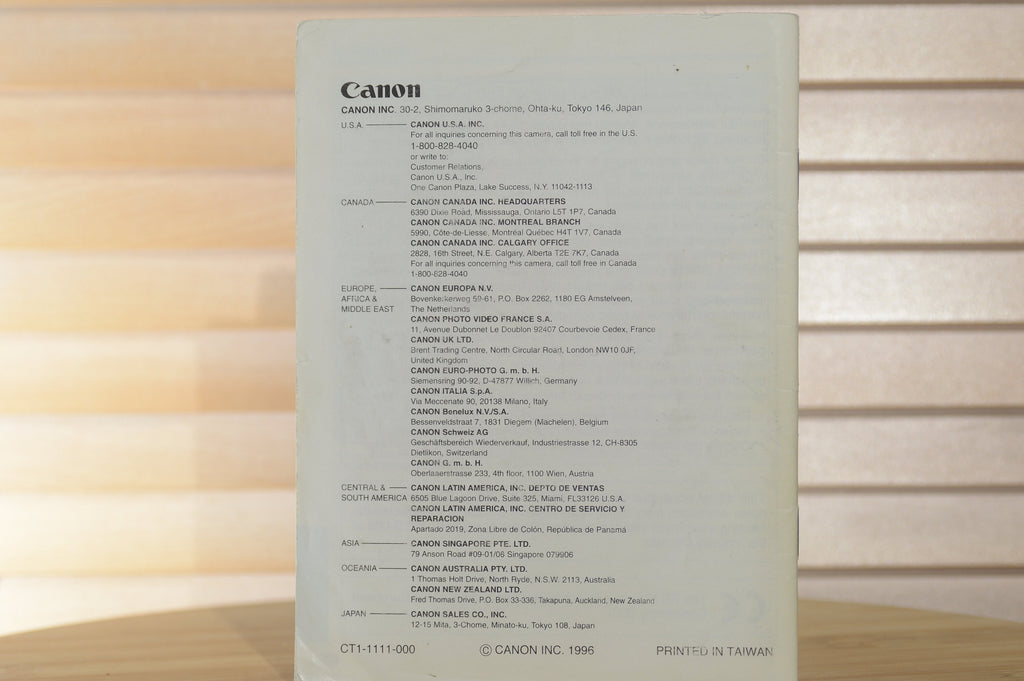 Canon
CANON INC. 30-2, Shimomaruko 3-chome, Ohta-ku, Tokyo 146, Japan
U.S.A. CANON U.S.A. INC.
For all inquiries concerning this camera, call toll free in the U.S.
1-800-828-4040
or write to:
Customer Relations,
Canon U.S.A., Inc.
One Canon Plaza, Lake Success, N.Y. 11042-1113
CANADA CANON CANADA INC. HEADQUARTERS
6390 Dixie Road, Mississauga, Ontario L5T 1P7, Canada
CANON CANADA INC. MONTREAL BRANCH
5990, Côte-de-Liesse, Montréal Québec H4T 1V7, Canada
CANON CANADA INC. CALGARY OFFICE
2828, 16th Street, N.E. Calgary, Alberta T2E 7K7, Canada
For all inquiries concerning this camera, call toll free in Canada
1-800-828-4040
EUROPE, CANON EUROPA N.V.
AFRICA & Bovenkerkerweg 59-61, P.O. Box 2262, 1180 EG Amstelveen,
MIDDLE EAST The Netherlands
CANON PHOTO VIDEO FRANCE S.A.
11, Avenue Dubonnet Le Doublon 92407 Courbevoie Cedex, France
CANON UK LTD.
Brent Trading Centre, North Circular Road, London NW10 0JF,
United Kingdom
CANON EURO-PHOTO G. m. b. H.
Siemensring 90-92, D-47877 Willich, Germany
CANON ITALIA S.p.A.
Via Meccenate 90, 20138 Milano, Italy
CANON Benelux N.V./S.A.
Bessenveldstraat 7, 1831 Diegem (Machelen), Belgium
CANON Schweiz AG
Geschäftsbereich Wiederverkauf, Industriestrasse 12, CH-8305
Dietlikon, Switzerland
CANON G. m. b. H.
Oberlaaerstrasse 233, 4th floor, 1100 Wien, Austria
CENTRAL & CANON LATIN AMERICA, INC. DEPTO DE VENTAS
SOUTH AMERICA 6505 Blue Lagoon Drive, Suite 325, Miami, FL33126 U.S.A.
CANON LATIN AMERICA, INC. CENTRO DE SERVICIO Y
REPARACION
Apartado 2019, Zona Libre de Colón, República de Panamá
ASIA CANON SINGAPORE PTE. LTD.
79 Anson Road #09-01/06 Singapore 079906
OCEANIA CANON AUSTRALIA PTY. LTD.
1 Thomas Holt Drive, North Ryde, N.S.W. 2113, Australia
CANON NEW ZEALAND LTD.
Fred Thomas Drive, P.O. Box 33-336, Takapuna, Auckland, New Zealand
JAPAN CANON SALES CO., INC.
12-15 Mita, 3-Chome, Minato-ku, Tokyo 108, Japan
CT1-1111-000 © CANON INC. 1996 PRINTED IN TAIWAN